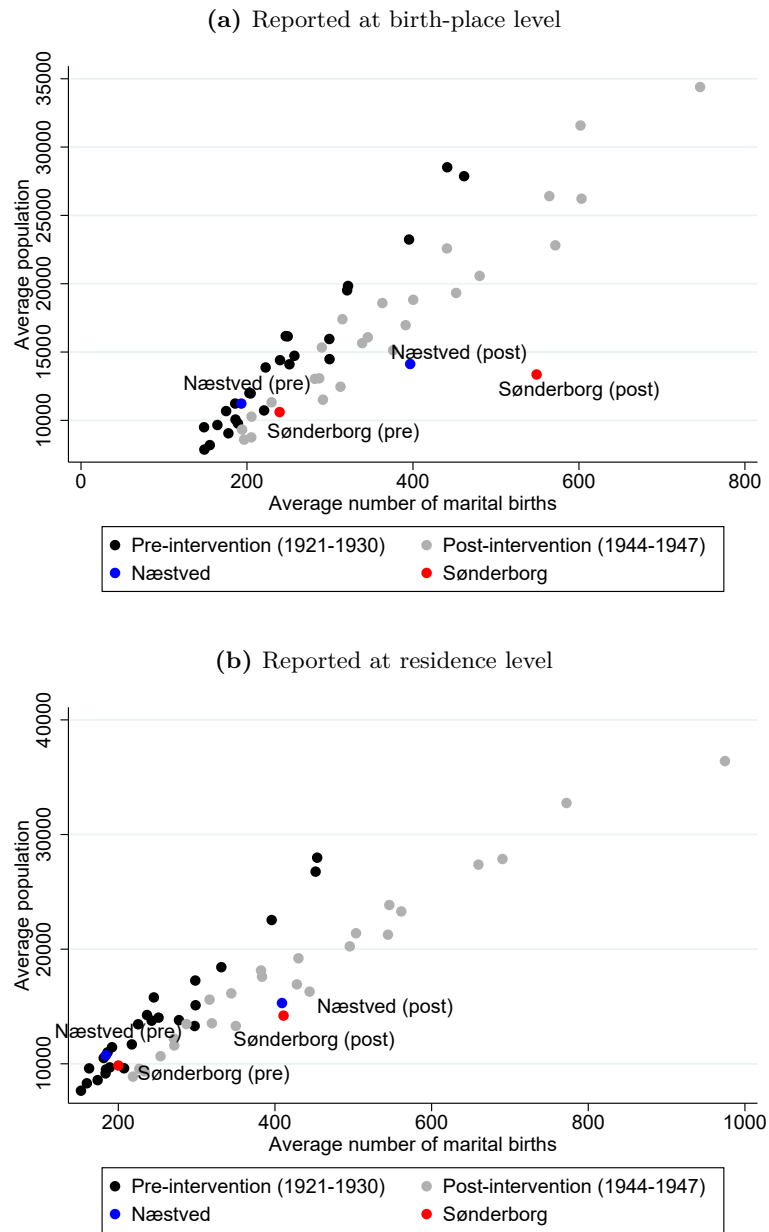 (a) Reported at birth-place level
35000
30000
25000
20000
15000
10000
Average population
Næstved (post)
Næstved (pre)
Sønderborg (post)
Sønderborg (pre)
0 200 400 600 800
Average number of marital births
Pre-intervention (1921-1930) Post-intervention (1944-1947)
Næstved Sønderborg
(b) Reported at residence level
40000
30000
20000
10000
Average population
Næstved (post)
Næstved (pre)
Sønderborg (post)
Sønderborg (pre)
200 400 600 800 1000
Average number of marital births
Pre-intervention (1921-1930) Post-intervention (1944-1947)
Næstved Sønderborg